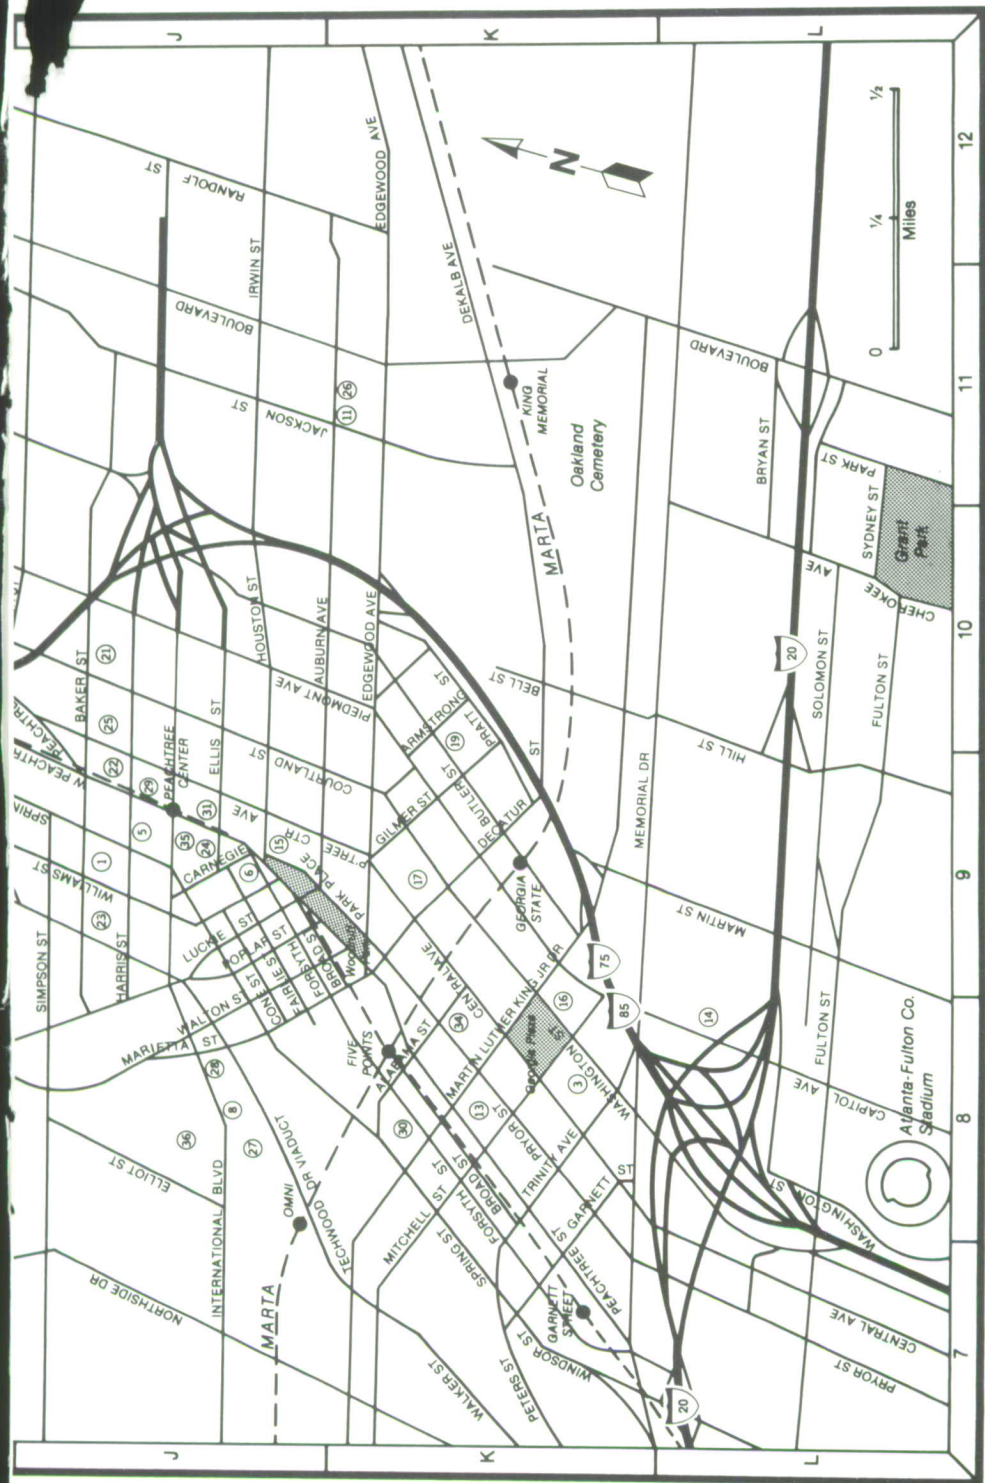 J
K
L
RANDOLF
ST
IRWIN ST
EDGEWOOD AVE
BOULEVARD
DEKALB AVE
JACKSON
ST
11
26
KING
MEMORIAL
Oakland
Cemetery
MARTA
N
0
1/4
1/2
Miles
12
11
10
9
8
7
BOULEVARD
BRYAN ST
PARK ST
SYDNEY ST
Grant
Park
CHEROKEE
AVE
20
SOLOMON ST
FULTON ST
HILL ST
BELL ST
MEMORIAL DR
MARTIN ST
BAKER ST
21
25
22
29
HOUSTON ST
AUBURN AVE
EDGEWOOD AVE
PIEDMONT AVE
ELLIS ST
COURTLAND
ST
PEACHTREE
CENTER
31
35
24
5
1
23
SPRIN
WILLIAMS ST
W PEACHTR
PEACHTR
SIMPSON ST
HARRIS ST
CARNEGIE
6
15
AVE
P'TREE
CTR
PARK PLACE
LUCKIE ST
POPLAR ST
CONE ST
FAIRIE ST
FORSYTH
BROAD S
WALTON ST
MARIETTA ST
28
8
27
36
ARMSTRONG
ST
PRATT
19
BUTLER ST
GILMER ST
DECATUR
ST
17
GEORGIA
STATE
CENTRAL AVE
34
MARTIN LUTHER KING JR DR
16
Georgia Plaza
3
WASHINGTON
ST
75
85
14
FULTON ST
CAPITOL
AVE
Atlanta-Fulton Co.
Stadium
FIVE
POINTS
ALABAMA ST
30
13
PRYOR ST
TRINITY AVE
GARNETT
ST
ELLIOT ST
INTERNATIONAL BLVD
OMNI
TECHWOOD DR VIADUCT
MITCHELL ST
SPRING ST
FORSYTH ST
BROAD ST
PEACHTREE ST
GARNETT
STREET
NORTHSIDE DR
MARTA
WALKER ST
PETERS ST
WINDSOR ST
20
WASHINGTON ST
CENTRAL AVE
PRYOR ST
J
K
L